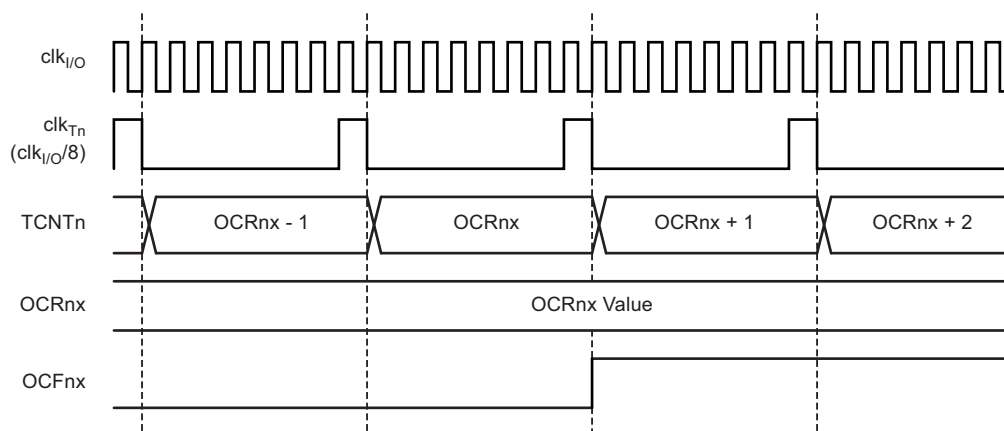 clkI/O
clkTn
(clkI/O/8)
TCNTn
OCRnx - 1
OCRnx
OCRnx + 1
OCRnx + 2
OCRnx
OCRnx Value
OCFnx